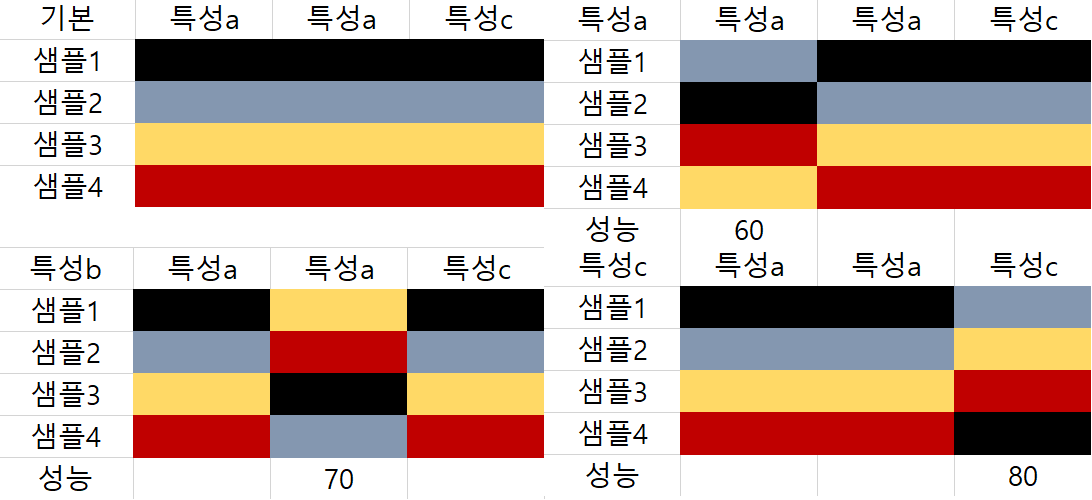 기본 특성a 특성a 특성c
샘플1
샘플2
샘플3
샘플4
특성a 특성a 특성a 특성c
샘플1
샘플2
샘플3
샘플4
성능 60
특성b 특성a 특성a 특성c
샘플1
샘플2
샘플3
샘플4
성능 70
특성c 특성a 특성a 특성c
샘플1
샘플2
샘플3
샘플4
성능 80